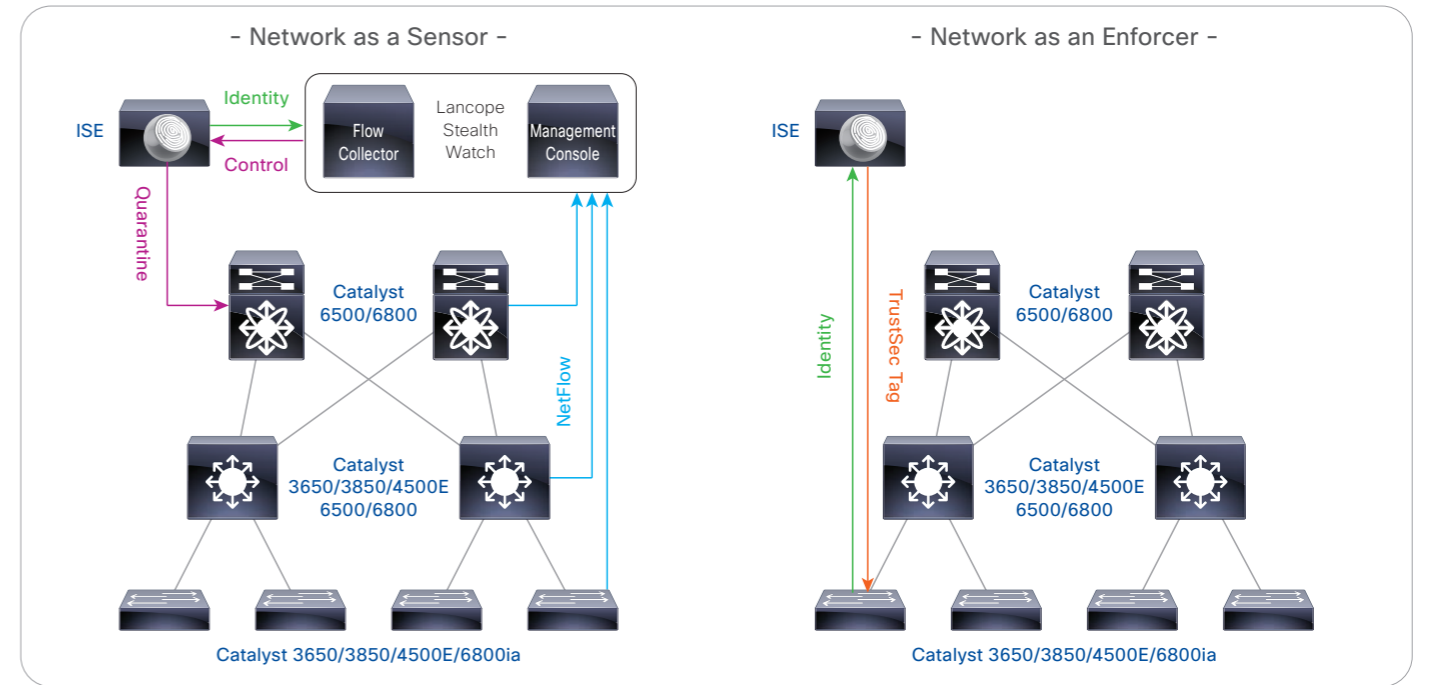 - Network as a Sensor -
ISE
Identity
Control
Quarantine
Flow
Collector
Lancope
Stealth
Watch
Management
Console
Catalyst
6500/6800
NetFlow
Catalyst
3650/3850/4500E
6500/6800
Catalyst 3650/3850/4500E/6800ia
- Network as an Enforcer -
ISE
Identity
TrustSec Tag
Catalyst
6500/6800
Catalyst
3650/3850/4500E
6500/6800
Catalyst 3650/3850/4500E/6800ia